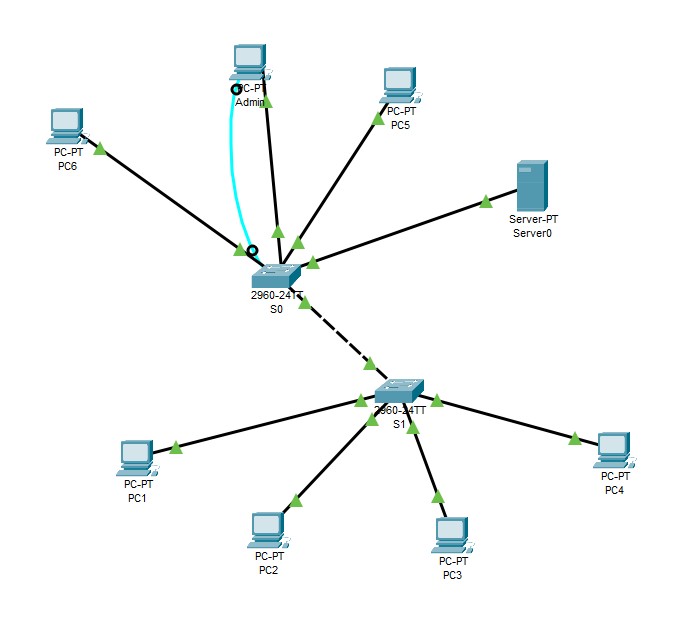 PC-PT
Admin
PC-PT
PC5
PC-PT
PC6
Server-PT
Server0
2960-24TT
S0
2960-24TT
S1
PC-PT
PC1
PC-PT
PC4
PC-PT
PC2
PC-PT
PC3